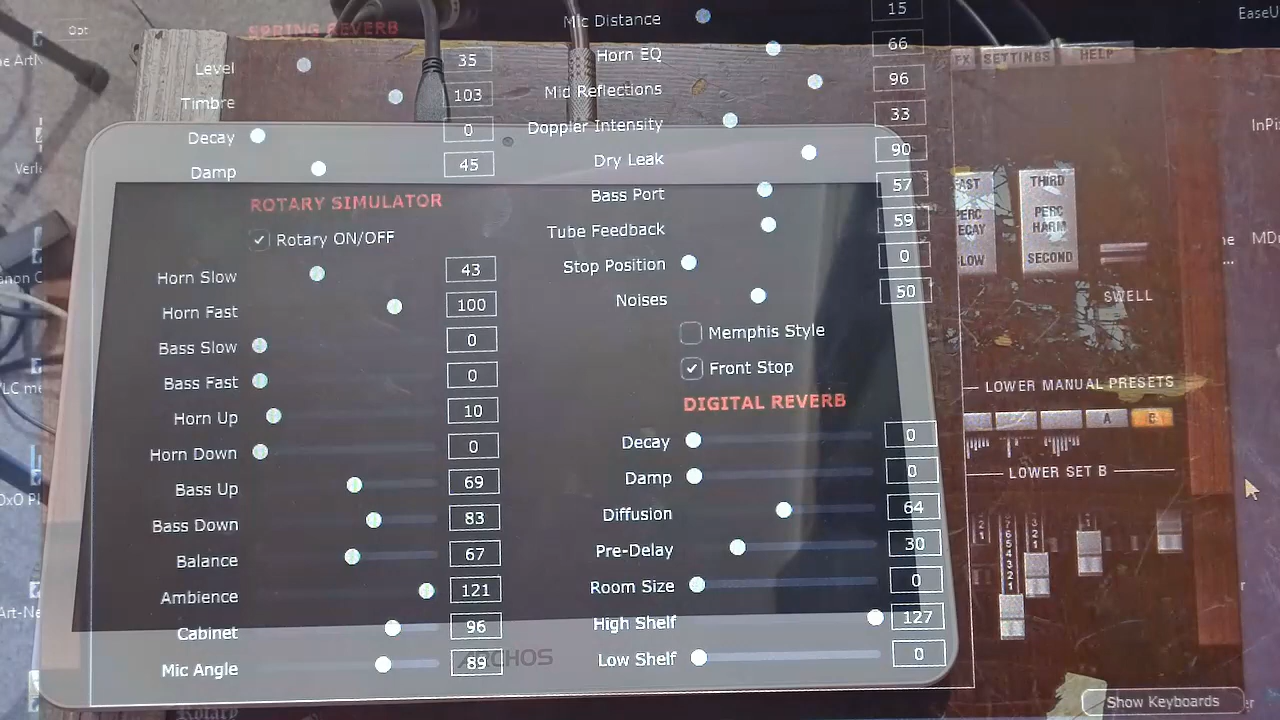 Opt
EaseU
SPRING REVERB
Level 35
Timbre 103
Decay 0
Damp 45
ROTARY SIMULATOR
Rotary ON/OFF
Horn Slow 43
Horn Fast 100
Bass Slow 0
Bass Fast 0
Horn Up 10
Horn Down 0
Bass Up 69
Bass Down 83
Balance 67
Ambience 121
Cabinet 96
Mic Angle 89
Mic Distance 15
Horn EQ 66
Mid Reflections 96
Doppler Intensity 33
Dry Leak 90
Bass Port 57
Tube Feedback 59
Stop Position 0
Noises 50
Memphis Style
Front Stop
DIGITAL REVERB
Decay 0
Damp 0
Diffusion 64
Pre-Delay 30
Room Size 0
High Shelf 127
Low Shelf 0
ARCHOS
FX SETTINGS HELP
FAST
PERC
DECAY
SLOW
THIRD
PERC
HARM
SECOND
SWELL
LOWER MANUAL PRESETS
A B
LOWER SET B
Show Keyboards
Rotary